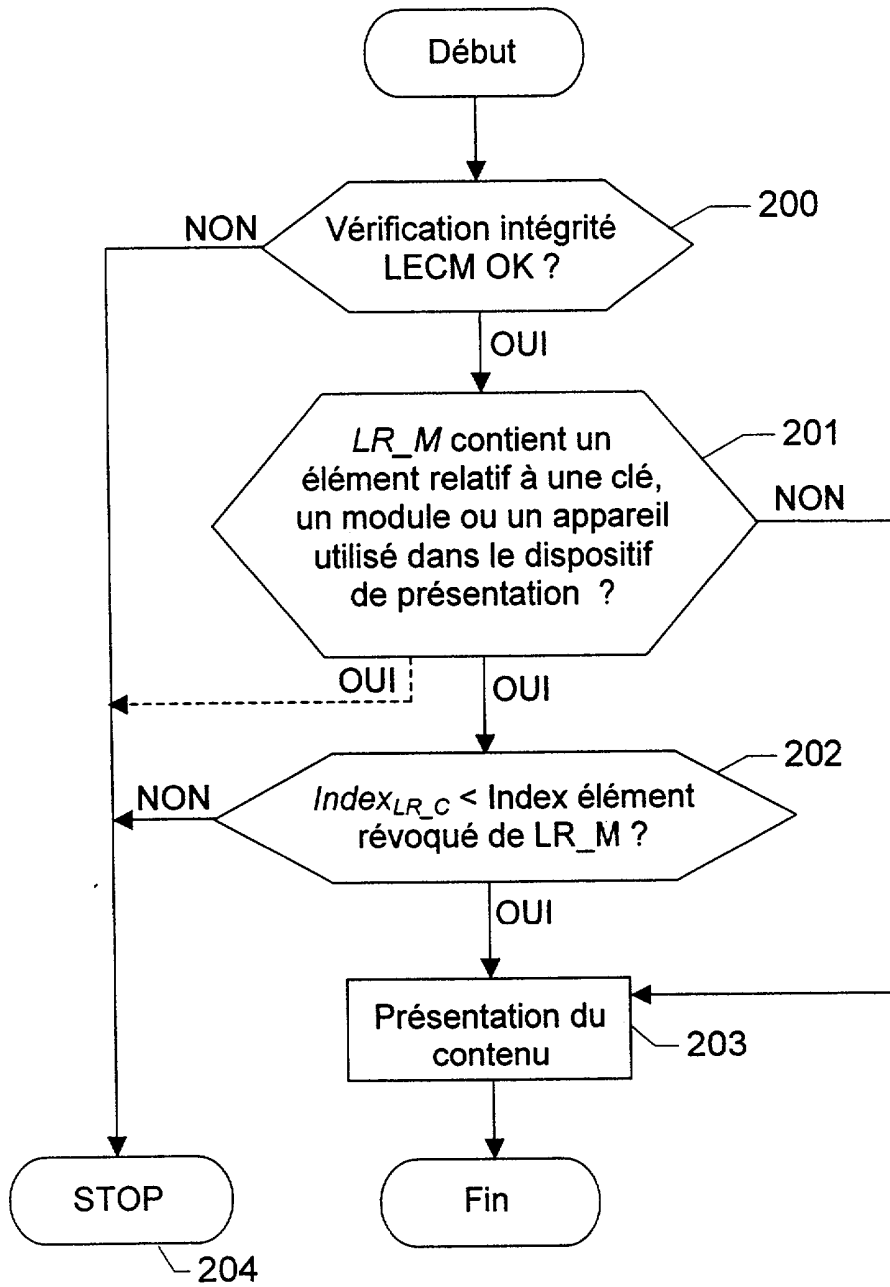 Début
200
NON
Vérification intégrité
LECM OK ?
OUI
201
LR_M contient un
élément relatif à une clé,
un module ou un appareil
utilisé dans le dispositif
de présentation ?
NON
OUI
OUI
202
NON
Index_LR_C < Index élément
révoqué de LR_M ?
OUI
Présentation du
contenu
203
STOP
Fin
204